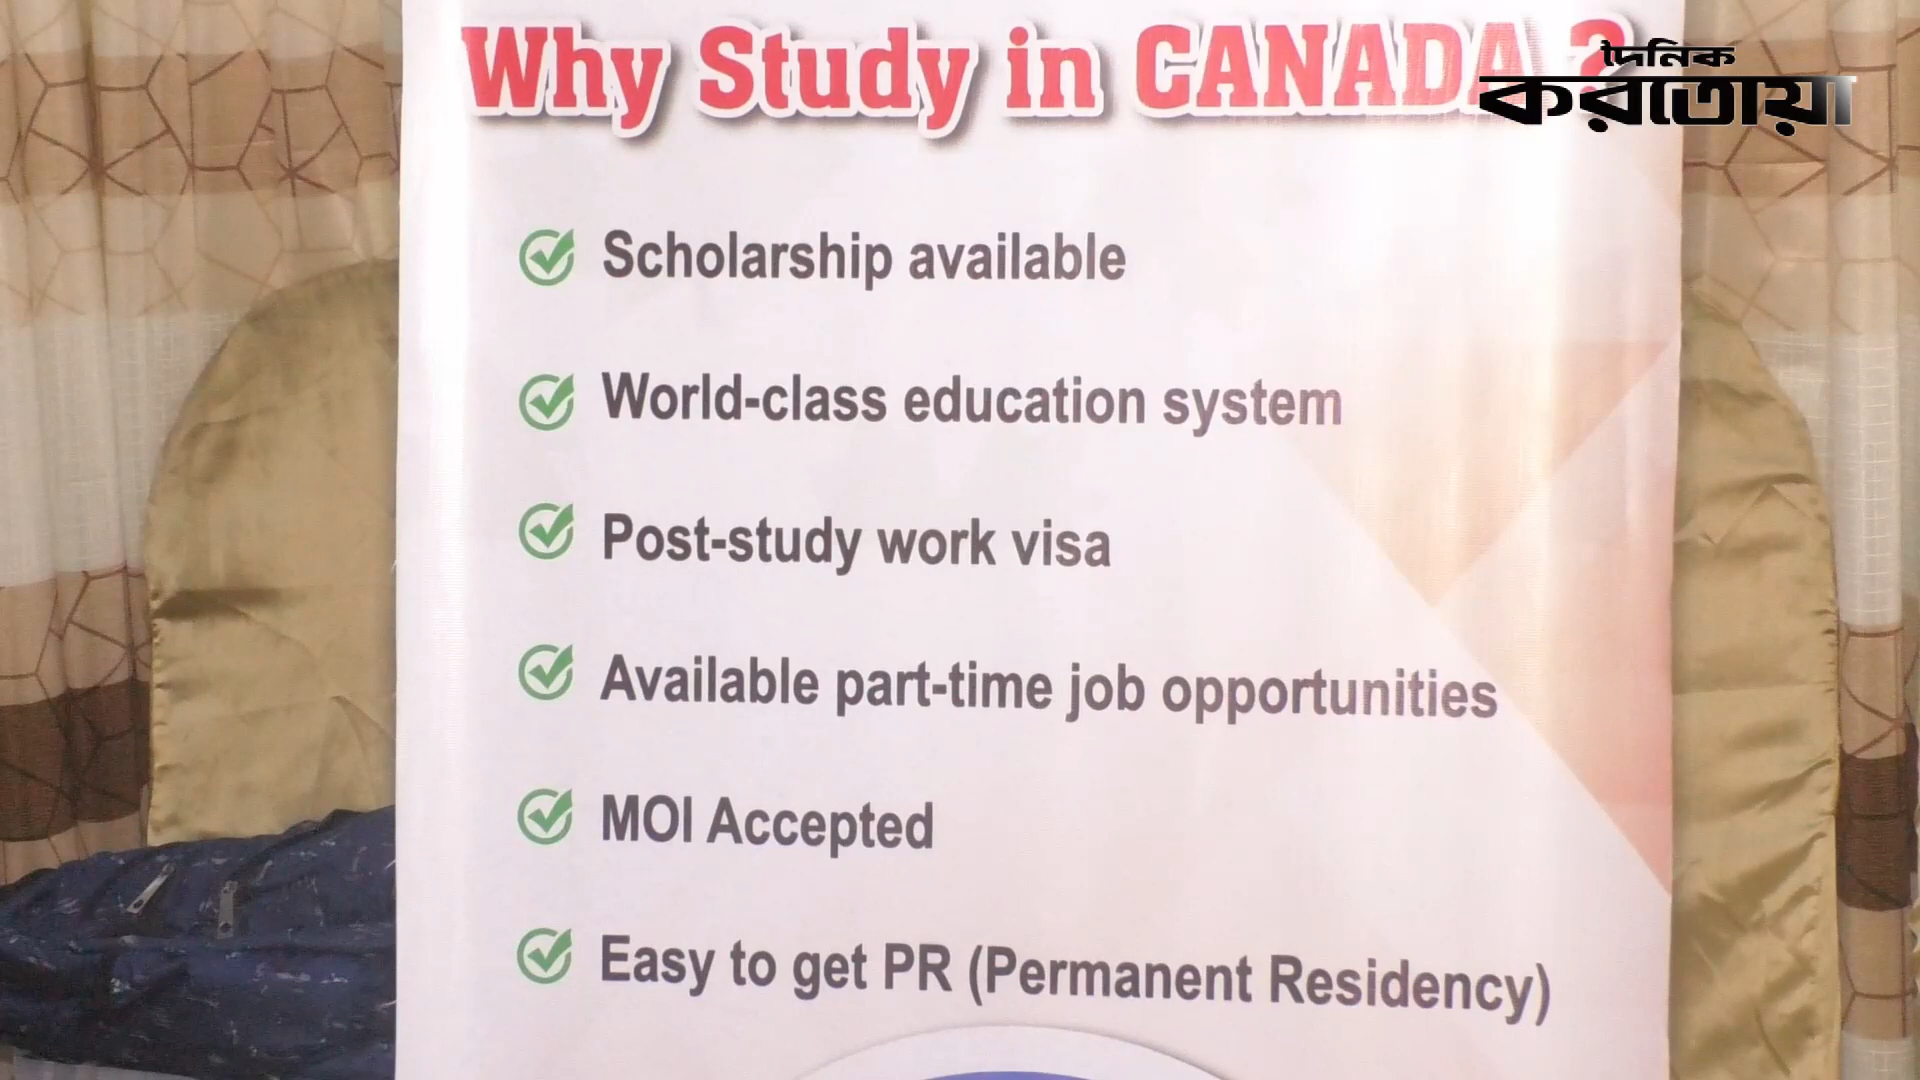 Why Study in CANADA ?
দৈনিক
করতোয়া
Scholarship available
World-class education system
Post-study work visa
Available part-time job opportunities
MOI Accepted
Easy to get PR (Permanent Residency)